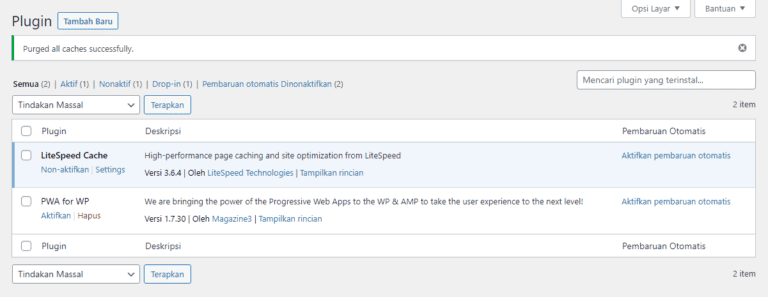 Opsi Layar ▼ Bantuan ▼
Plugin Tambah Baru
Purged all caches successfully.
Semua (2) | Aktif (1) | Nonaktif (1) | Drop-in (1) | Pembaruan otomatis Dinonaktifkan (2)
Mencari plugin yang terinstal...
Tindakan Massal Terapkan 2 item
Plugin Deskripsi Pembaruan Otomatis
LiteSpeed Cache High-performance page caching and site optimization from LiteSpeed Aktifkan pembaruan otomatis
Non-aktifkan | Settings Versi 3.6.4 | Oleh LiteSpeed Technologies | Tampilkan rincian
PWA for WP We are bringing the power of the Progressive Web Apps to the WP & AMP to take the user experience to the next level! Aktifkan pembaruan otomatis
Aktifkan | Hapus Versi 1.7.30 | Oleh Magazine3 | Tampilkan rincian
Plugin Deskripsi Pembaruan Otomatis
Tindakan Massal Terapkan 2 item